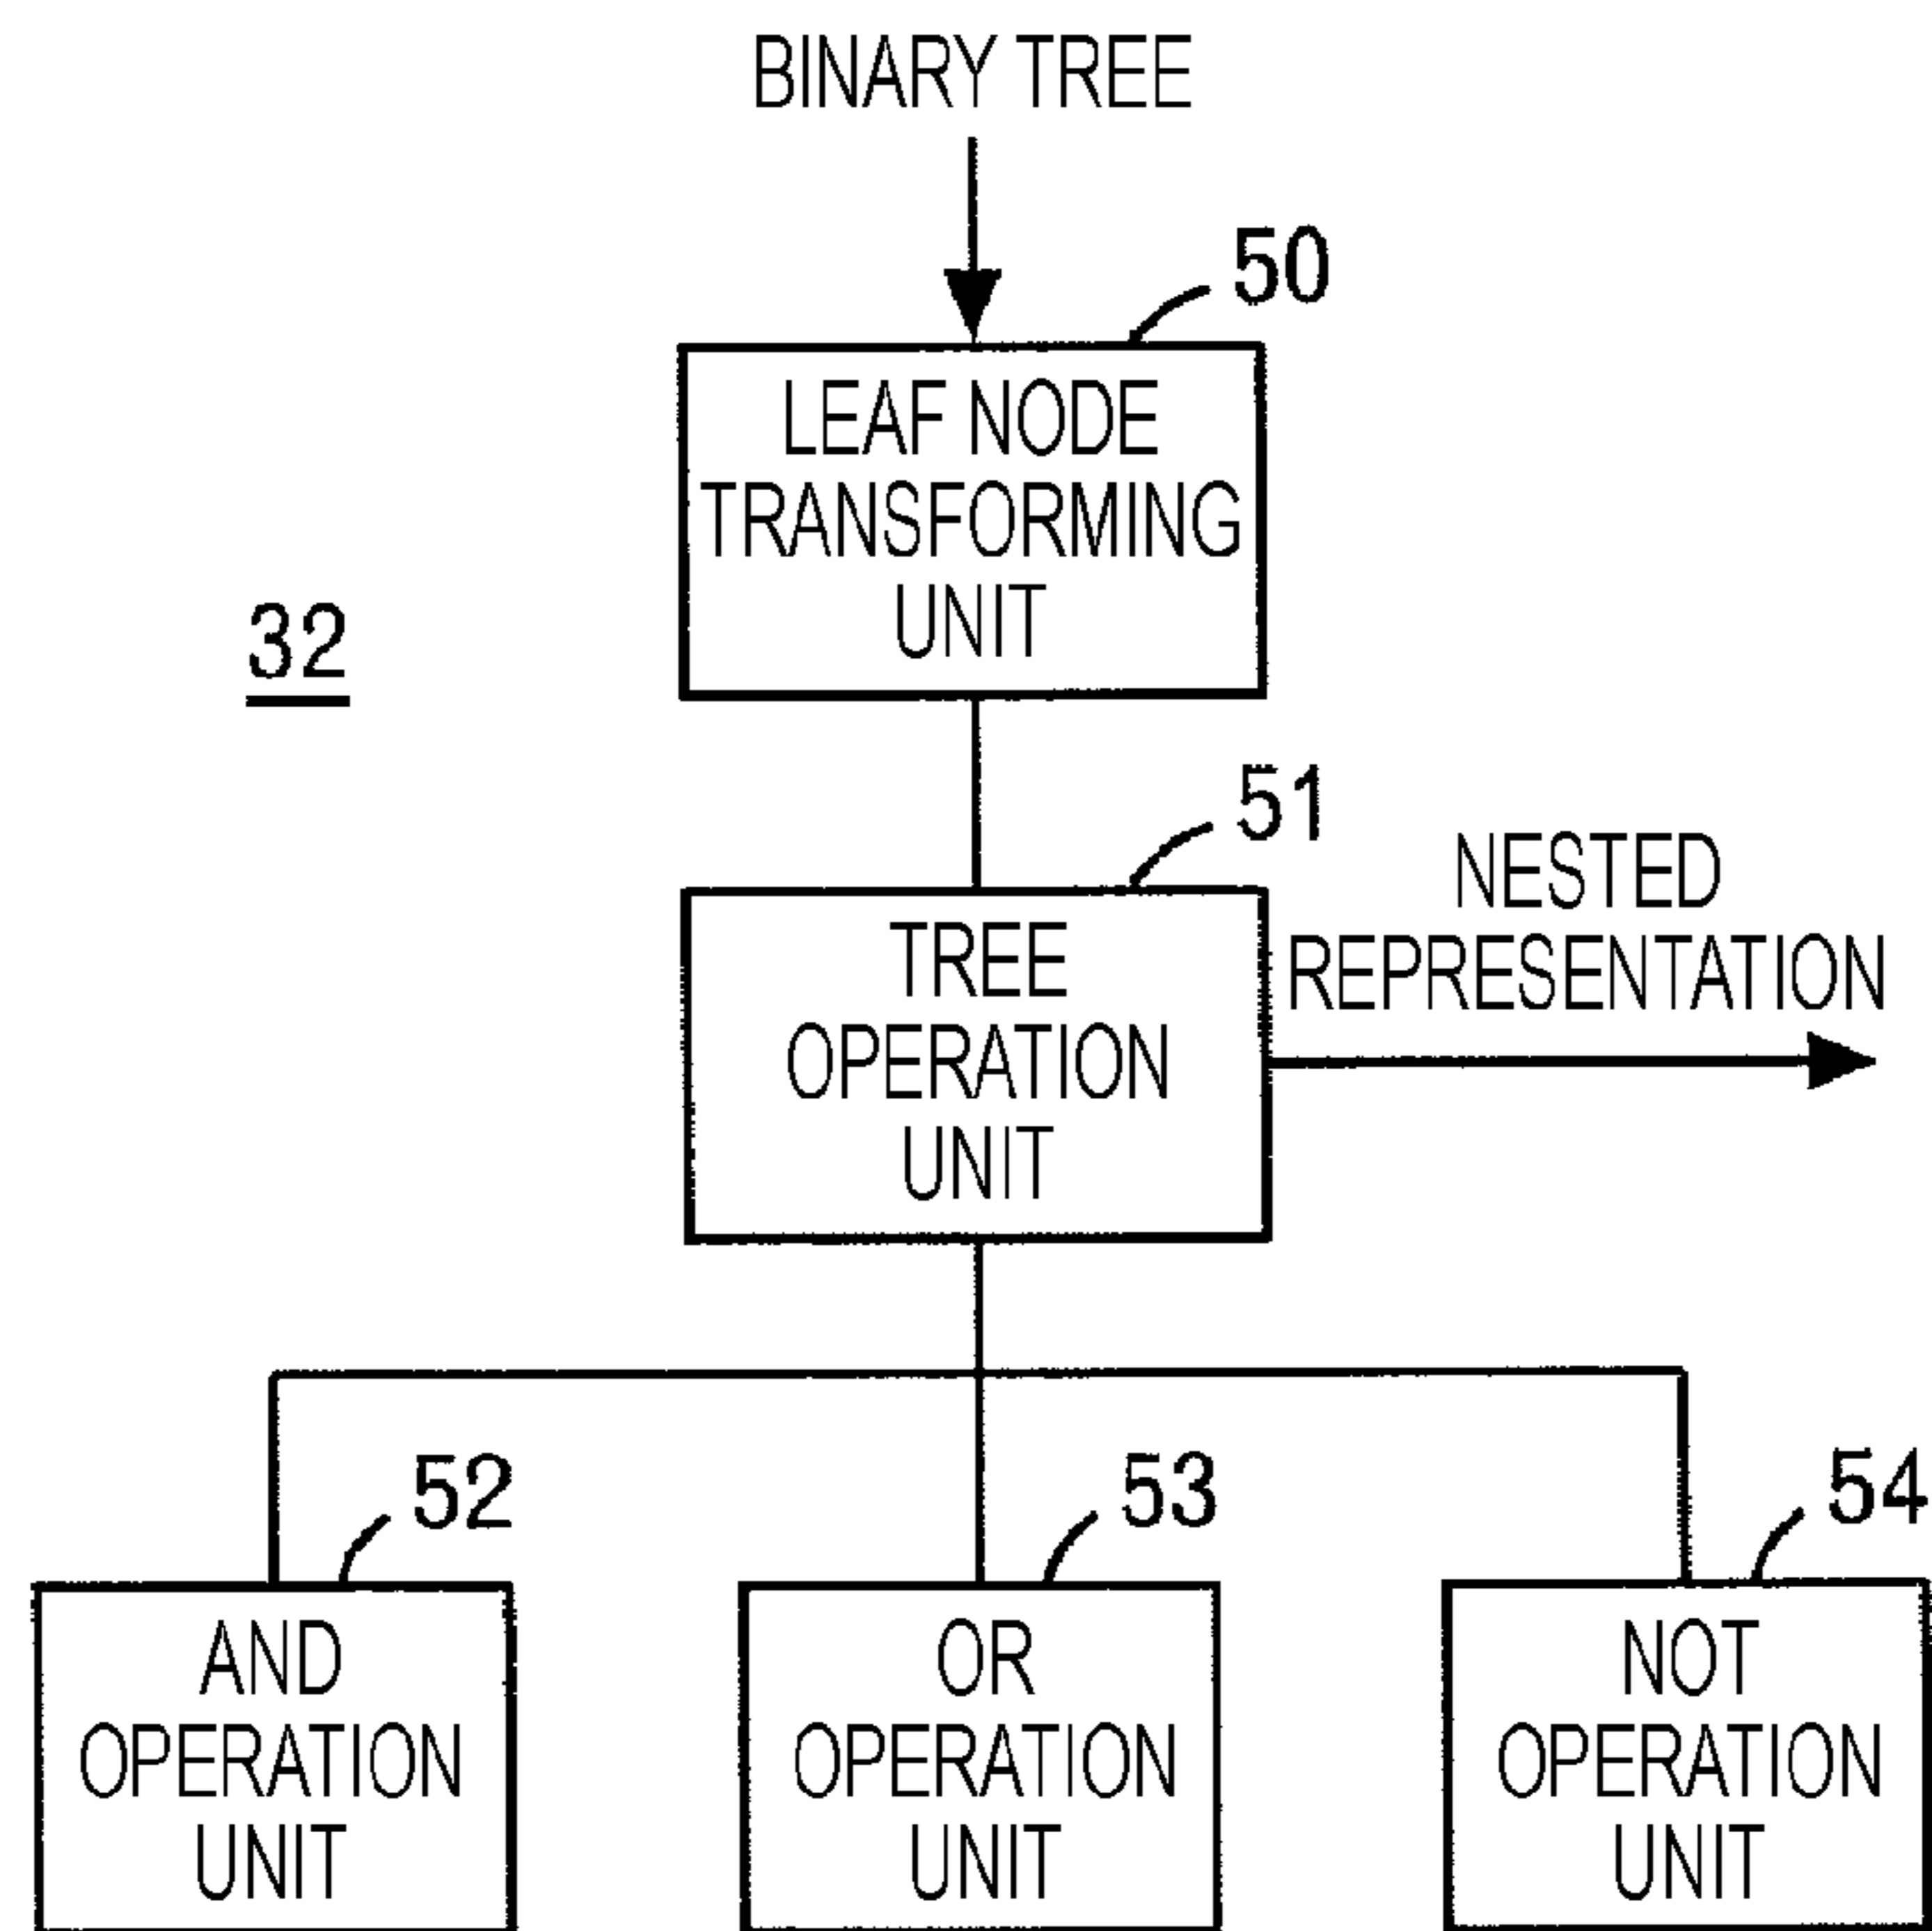 BINARY TREE
50
LEAF NODE
TRANSFORMING
UNIT
32
51
TREE
OPERATION
UNIT
NESTED
REPRESENTATION
52
AND
OPERATION
UNIT
53
OR
OPERATION
UNIT
54
NOT
OPERATION
UNIT